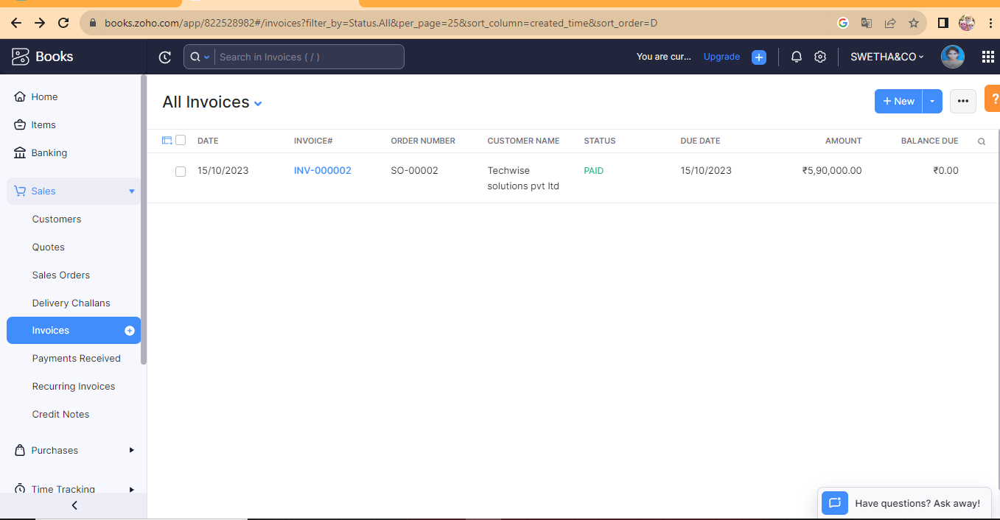 books.zoho.com/app/822528982#/invoices?filter_by=Status.All&per_page=25&sort_column=created_time&sort_order=D
Books
Search in Invoices ( / )
You are cur...
Upgrade
SWETHA&CO
Home
Items
Banking
Sales
Customers
Quotes
Sales Orders
Delivery Challans
Invoices
Payments Received
Recurring Invoices
Credit Notes
Purchases
Time Tracking
All Invoices
+ New
?
DATE INVOICE# ORDER NUMBER CUSTOMER NAME STATUS DUE DATE AMOUNT BALANCE DUE
15/10/2023 INV-000002 SO-00002 Techwise PAID 15/10/2023 ₹5,90,000.00 ₹0.00
solutions pvt ltd
Have questions? Ask away!